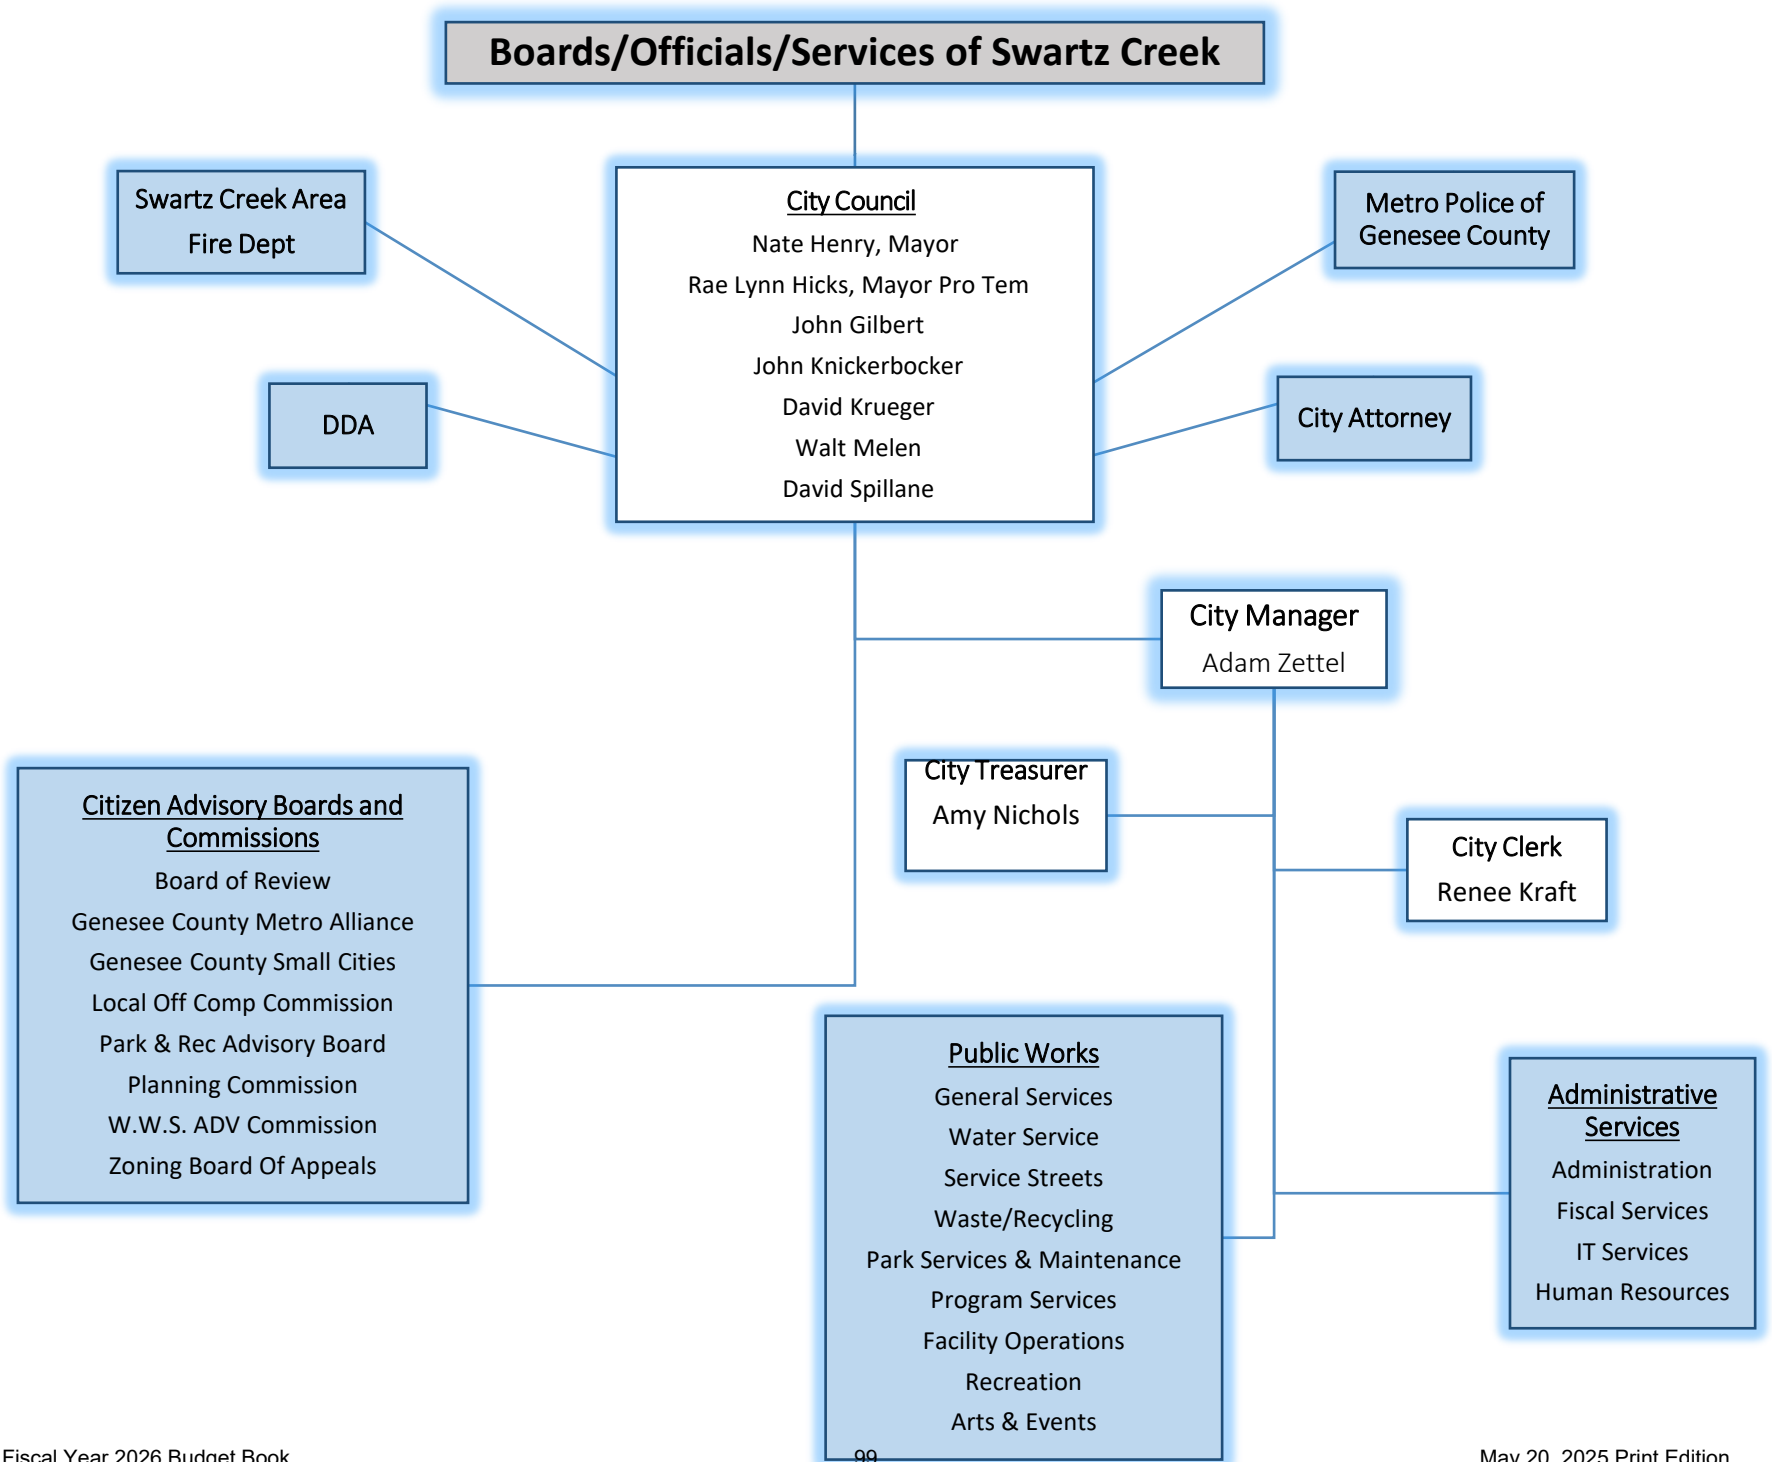 Boards/Officials/Services of Swartz Creek
Swartz Creek Area
Fire Dept
City Council
Nate Henry, Mayor
Rae Lynn Hicks, Mayor Pro Tem
John Gilbert
John Knickerbocker
David Krueger
Walt Melen
David Spillane
Metro Police of
Genesee County
DDA
City Attorney
City Manager
Adam Zettel
City Treasurer
Amy Nichols
City Clerk
Renee Kraft
Citizen Advisory Boards and
Commissions
Board of Review
Genesee County Metro Alliance
Genesee County Small Cities
Local Off Comp Commission
Park & Rec Advisory Board
Planning Commission
W.W.S. ADV Commission
Zoning Board Of Appeals
Public Works
General Services
Water Service
Service Streets
Waste/Recycling
Park Services & Maintenance
Program Services
Facility Operations
Recreation
Arts & Events
Administrative
Services
Administration
Fiscal Services
IT Services
Human Resources
Fiscal Year 2026 Budget Book
99
May 20, 2025 Print Edition